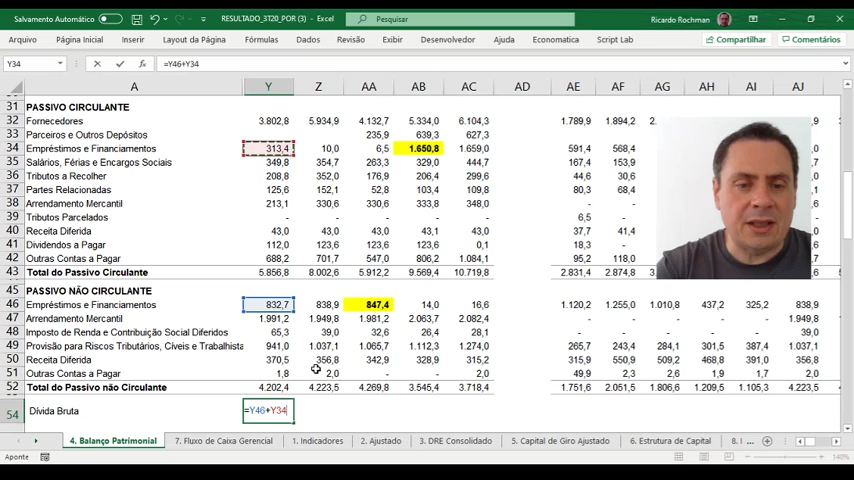 Salvamento Automático
RESULTADO_3T20_POR (3) - Excel
Pesquisar
Ricardo Rochman
Arquivo Página Inicial Inserir Layout da Página Fórmulas Dados Revisão Exibir Desenvolvedor Ajuda Economatica Script Lab Compartilhar Comentários
Y34 fx =Y46+Y34
A Y Z AA AB AC AD AE AF AG AH AI AJ
31 PASSIVO CIRCULANTE
32 Fornecedores 3.802,8 5.934,9 4.132,7 5.334,0 6.104,3 1.789,9 1.894,2 2. ,9
33 Parceiros e Outros Depósitos 235,9 639,3 627,3
34 Empréstimos e Financiamentos 313,4 10,0 6,5 1.650,8 1.659,0 591,4 568,4 ,0
35 Salários, Férias e Encargos Sociais 349,8 354,7 263,3 329,0 444,7 167,4 153,9 ,7
36 Tributos a Recolher 208,8 352,0 176,9 206,4 299,6 44,6 30,6 ,0
37 Partes Relacionadas 125,6 152,1 52,8 103,4 109,8 80,3 68,4 ,1
38 Arrendamento Mercantil 213,1 330,6 330,6 333,8 348,0 - - ,6
39 Tributos Parcelados - - - - - 6,5 -
40 Receita Diferida 43,0 43,0 43,0 43,1 43,0 37,7 41,4 ,0
41 Dividendos a Pagar 112,0 123,6 123,6 123,6 0,1 18,3 - ,6
42 Outras Contas a Pagar 688,2 701,7 547,0 806,2 1.084,1 95,2 118,0 ,7
43 Total do Passivo Circulante 5.856,8 8.002,6 5.912,2 9.569,4 10.719,8 2.831,4 2.874,8 3. ,6
45 PASSIVO NÃO CIRCULANTE
46 Empréstimos e Financiamentos 832,7 838,9 847,4 14,0 16,6 1.120,2 1.255,0 1.010,8 437,2 325,2 838,9
47 Arrendamento Mercantil 1.991,2 1.949,8 1.981,2 2.063,7 2.082,4 - - - - - 1.949,8
48 Imposto de Renda e Contribuição Social Diferidos 65,3 39,0 32,6 26,4 28,1 - - - - - 39,0
49 Provisão para Riscos Tributários, Cíveis e Trabalhista 941,0 1.037,1 1.065,7 1.112,3 1.274,0 265,7 243,4 284,1 301,5 387,4 1.037,1
50 Receita Diferida 370,5 356,8 342,9 328,9 315,2 315,8 550,9 509,2 468,8 391,0 356,8
51 Outras Contas a Pagar 1,8 2,0 - - 2,0 49,9 2,3 2,6 1,9 1,7 2,0
52 Total do Passivo não Circulante 4.202,4 4.223,5 4.269,8 3.545,4 3.718,4 1.751,6 2.051,5 1.806,6 1.209,5 1.105,3 4.223,5
54 Dívida Bruta =Y46+Y34
4. Balanço Patrimonial 7. Fluxo de Caixa Gerencial 1. Indicadores 2. Ajustado 3. DRE Consolidado 5. Capital de Giro Ajustado 6. Estrutura de Capital 8. I
Aponte 140%